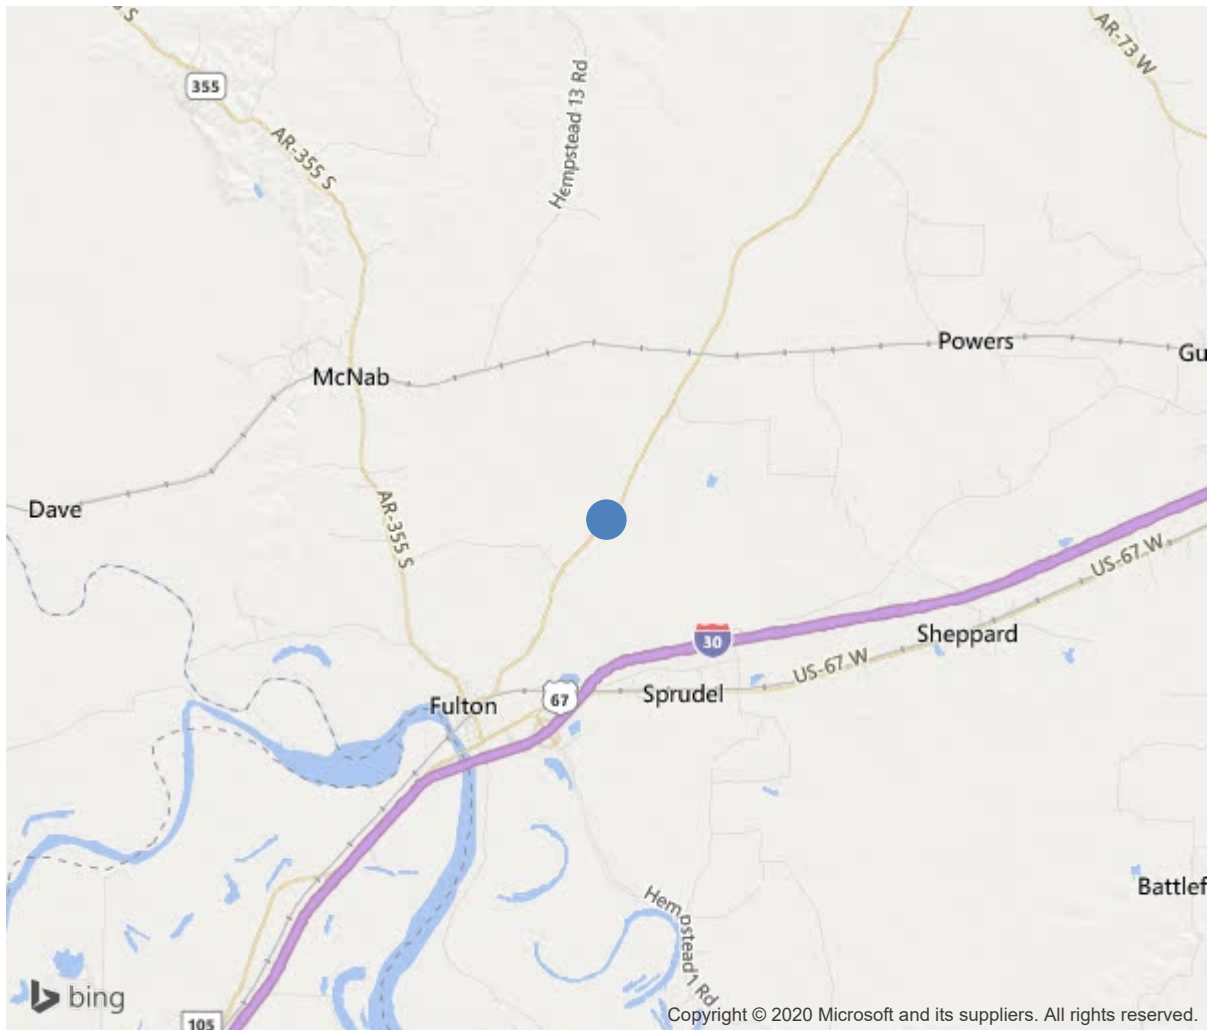 S
AR-73 W
355
Hempstead 13 Rd
AR-355 S
Powers
Gu
McNab
Dave
AR-355 S
US-67 W
30
Sheppard
US-67 W
Fulton
67
Sprudel
Battlef
Hempstead 1 Rd
bing
105
Copyright © 2020 Microsoft and its suppliers. All rights reserved.